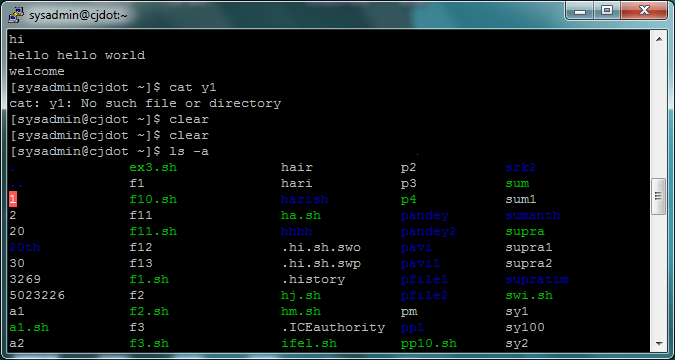 sysadmin@cjdot:~
hi
hello hello world
welcome
[sysadmin@cjdot ~]$ cat y1
cat: y1: No such file or directory
[sysadmin@cjdot ~]$ clear
[sysadmin@cjdot ~]$ clear
[sysadmin@cjdot ~]$ ls -a
. ex3.sh hair p2 srk2
.. f1 hari p3 sum
1 f10.sh harish p4 sum1
2 f11 ha.sh pandey sumanth
20 f11.sh hhhh pandey2 supra
20th f12 .hi.sh.swo pavi supra1
30 f13 .hi.sh.swp pavi1 supra2
3269 f1.sh .history pfile1 supratim
5023226 f2 hj.sh pfile2 swi.sh
a1 f2.sh hm.sh pm sy1
a1.sh f3 .ICEauthority pp1 sy100
a2 f3.sh ifel.sh pp10.sh sy2